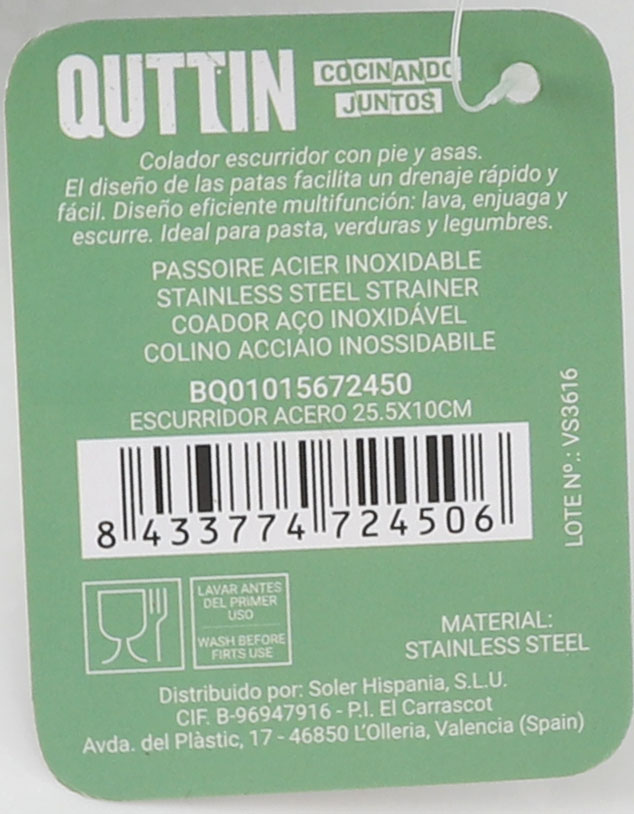 QUTTIN
COCINANDO
JUNTOS
Colador escurridor con pie y asas.
El diseño de las patas facilita un drenaje rápido y
fácil. Diseño eficiente multifunción: lava, enjuaga y
escurre. Ideal para pasta, verduras y legumbres.
PASSOIRE ACIER INOXIDABLE
STAINLESS STEEL STRAINER
COADOR AÇO INOXIDÁVEL
COLINO ACCIAIO INOSSIDABILE
BQ01015672450
ESCURRIDOR ACERO 25.5X10CM
8 433774 724506
LOTE Nº.: VS3616
LAVAR ANTES
DEL PRIMER
USO
WASH BEFORE
FIRTS USE
MATERIAL:
STAINLESS STEEL
Distribuido por: Soler Hispania, S.L.U.
CIF. B-96947916 - P.I. El Carrascot
Avda. del Plàstic, 17 - 46850 L'Olleria, Valencia (Spain)